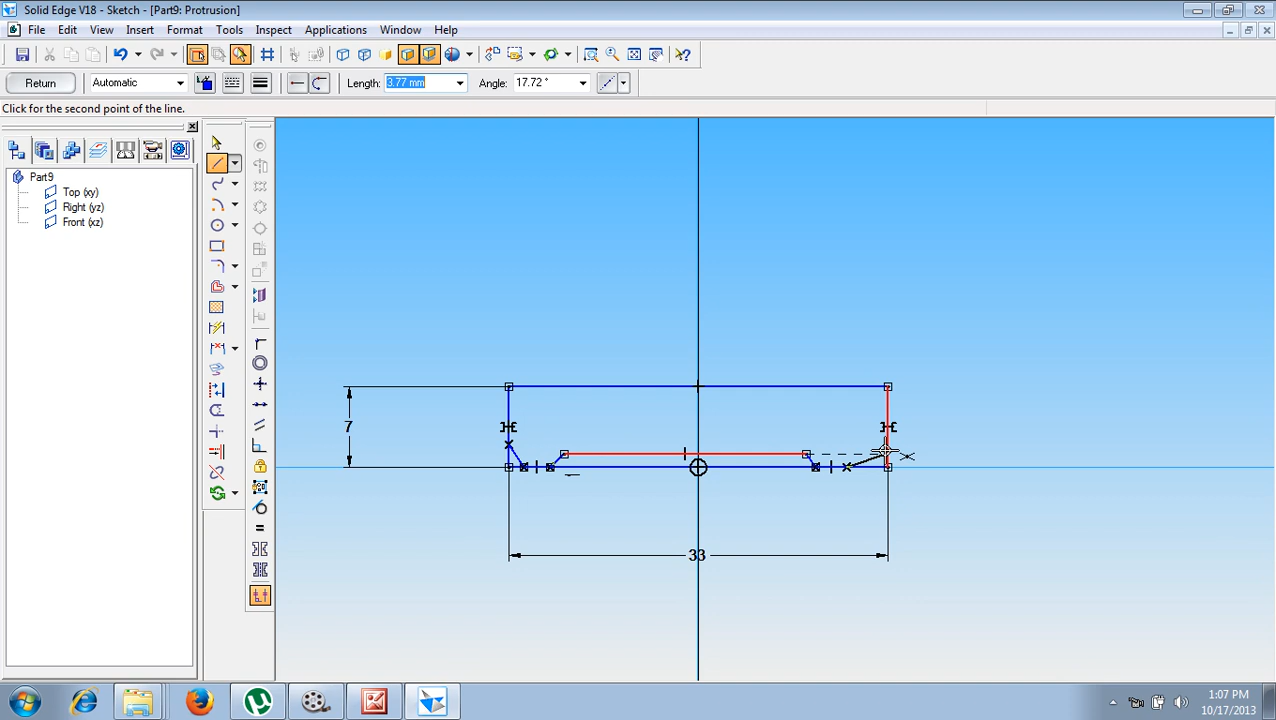 Solid Edge V18 - Sketch - [Part9: Protrusion]
File Edit View Insert Format Tools Inspect Applications Window Help
Return Automatic Length: 3.77 mm Angle: 17.72 °
Click for the second point of the line.
Part9
Top (xy)
Right (yz)
Front (xz)
7
33
1:07 PM
10/17/2013